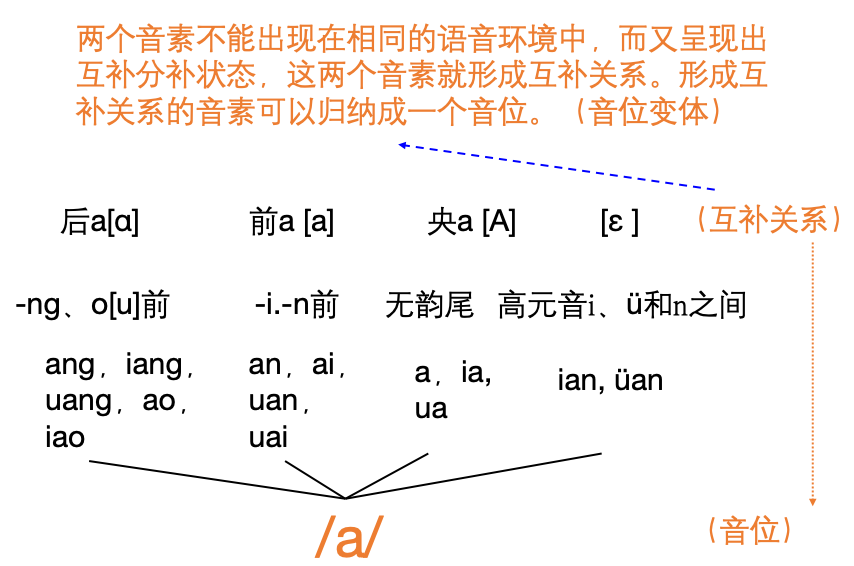 两个音素不能出现在相同的语音环境中，而又呈现出
互补分补状态，这两个音素就形成互补关系。形成互
补关系的音素可以归纳成一个音位。（音位变体）
后a[ɑ] 前a [a] 央a [A] [ε ] （互补关系）
-ng、o[u]前 -i.-n前 无韵尾 高元音i、ü和n之间
ang，iang，
uang，ao，
iao
an，ai，
uan，
uai
a，ia,
ua
ian, üan
/a/
（音位）